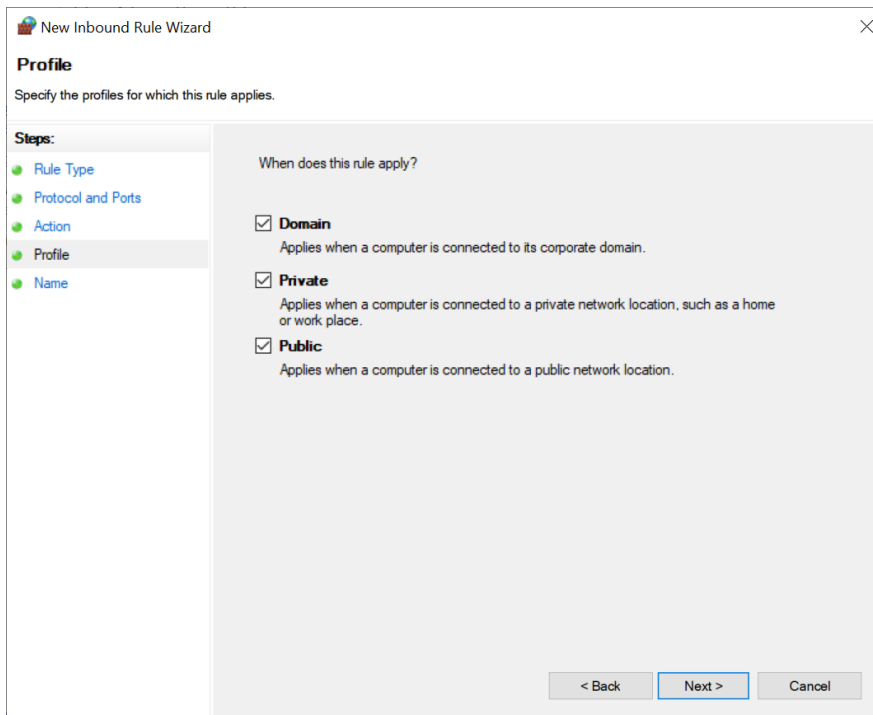 New Inbound Rule Wizard
Profile
Specify the profiles for which this rule applies.
Steps:
Rule Type
Protocol and Ports
Action
Profile
Name
When does this rule apply?
Domain
Applies when a computer is connected to its corporate domain.
Private
Applies when a computer is connected to a private network location, such as a home
or work place.
Public
Applies when a computer is connected to a public network location.
< Back
Next >
Cancel